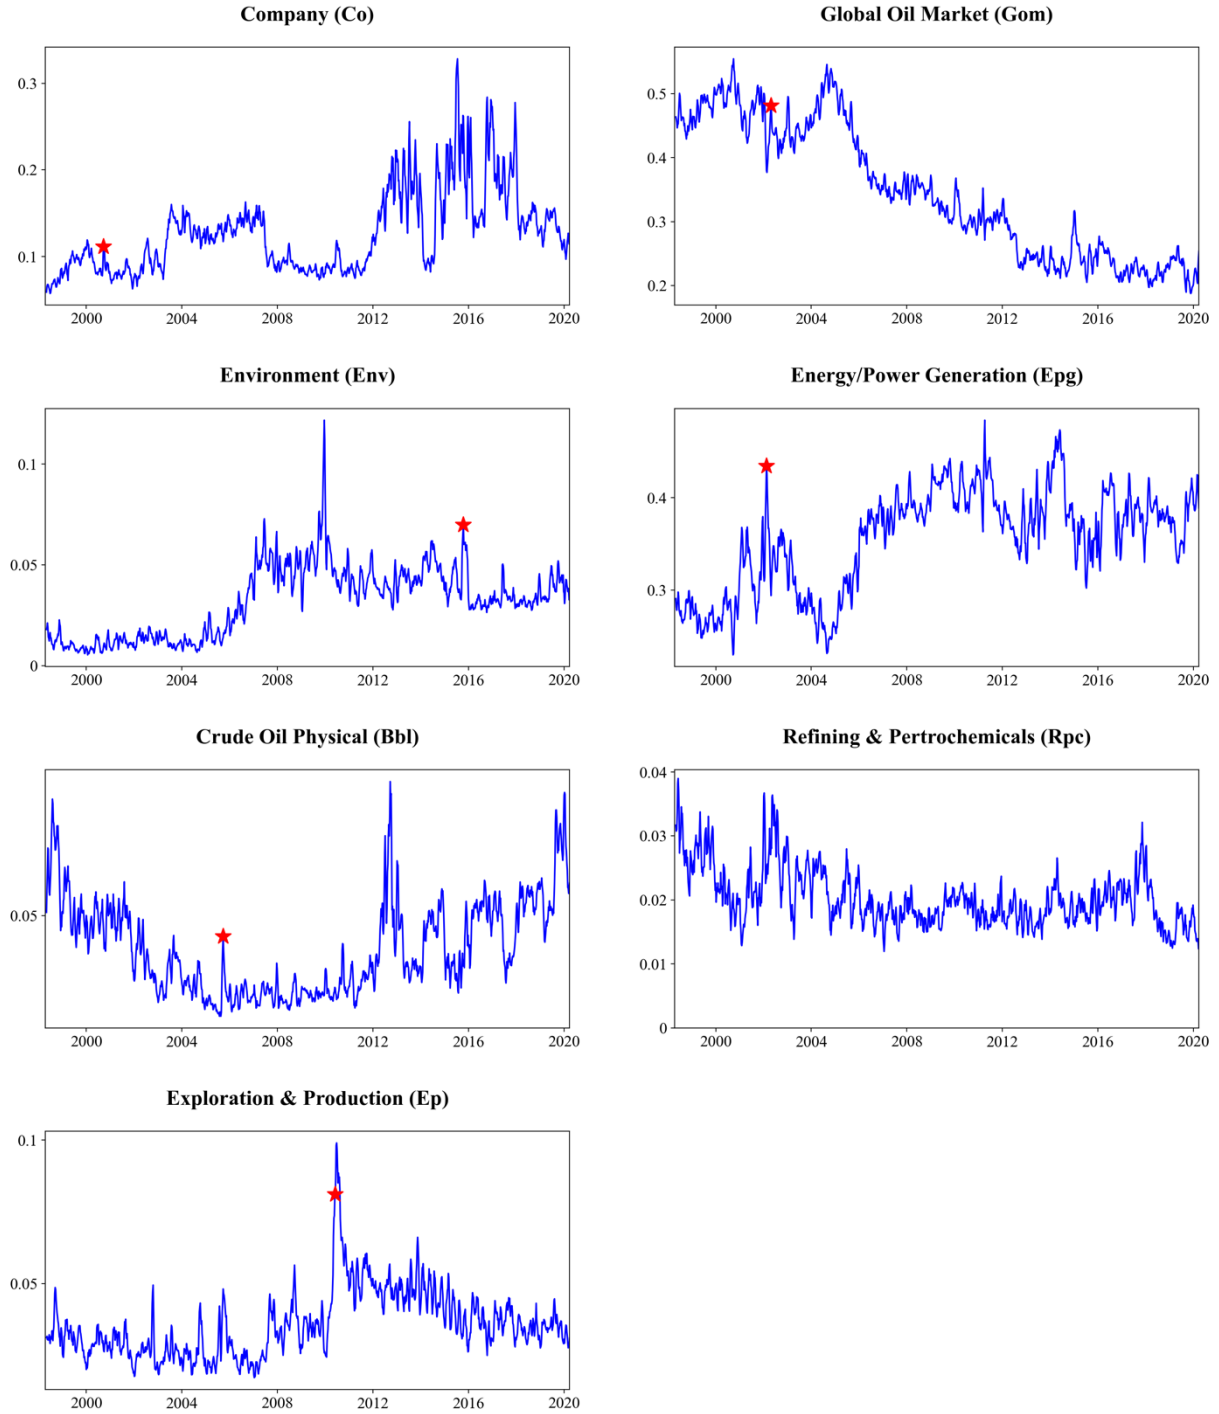 Company (Co)
0.3
0.2
0.1
2000 2004 2008 2012 2016 2020
Global Oil Market (Gom)
0.5
0.4
0.3
0.2
2000 2004 2008 2012 2016 2020
Environment (Env)
0.1
0.05
0
2000 2004 2008 2012 2016 2020
Energy/Power Generation (Epg)
0.4
0.3
2000 2004 2008 2012 2016 2020
Crude Oil Physical (Bbl)
0.05
2000 2004 2008 2012 2016 2020
Refining & Pertrochemicals (Rpc)
0.04
0.03
0.02
0.01
0
2000 2004 2008 2012 2016 2020
Exploration & Production (Ep)
0.1
0.05
2000 2004 2008 2012 2016 2020